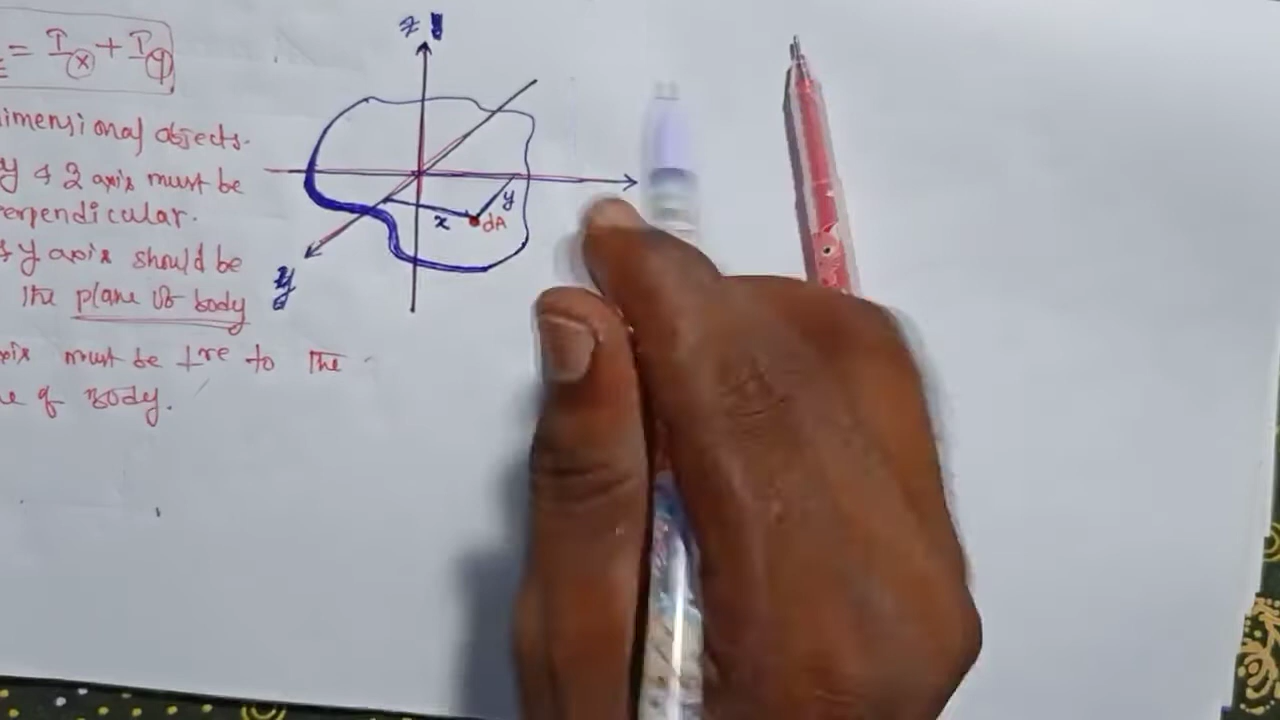 = I x + I y
dimensional objects.
y & z axis must be
perpendicular.
& y axis should be
the plane of body
axis must be ⊥re to the
of Body.
z
x
y
dA
y